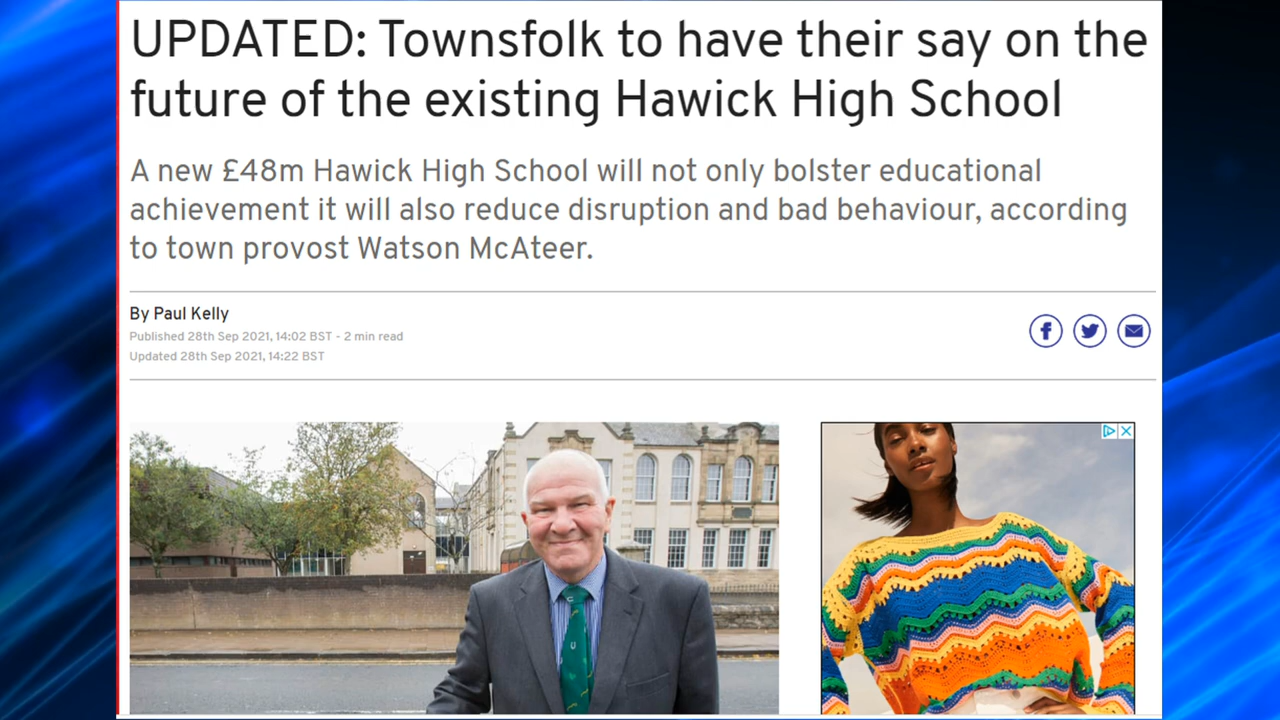 UPDATED: Townsfolk to have their say on the
future of the existing Hawick High School
A new £48m Hawick High School will not only bolster educational
achievement it will also reduce disruption and bad behaviour, according
to town provost Watson McAteer.
By Paul Kelly
Published 28th Sep 2021, 14:02 BST - 2 min read
Updated 28th Sep 2021, 14:22 BST